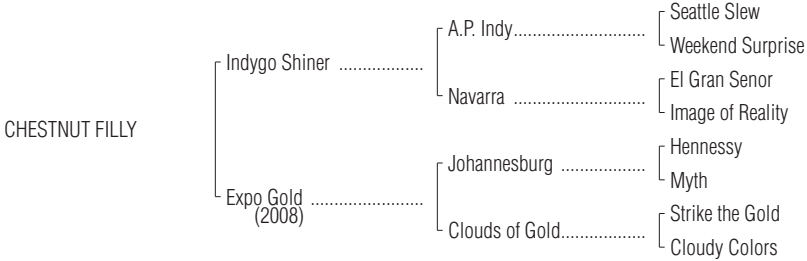 Seattle Slew
A.P. Indy..............................
Weekend Surprise
Indygo Shiner ...................
El Gran Senor
Navarra ..............................
Image of Reality
CHESTNUT FILLY
Hennessy
Johannesburg ...................
Myth
Expo Gold .........................
(2008)
Strike the Gold
Clouds of Gold...................
Cloudy Colors